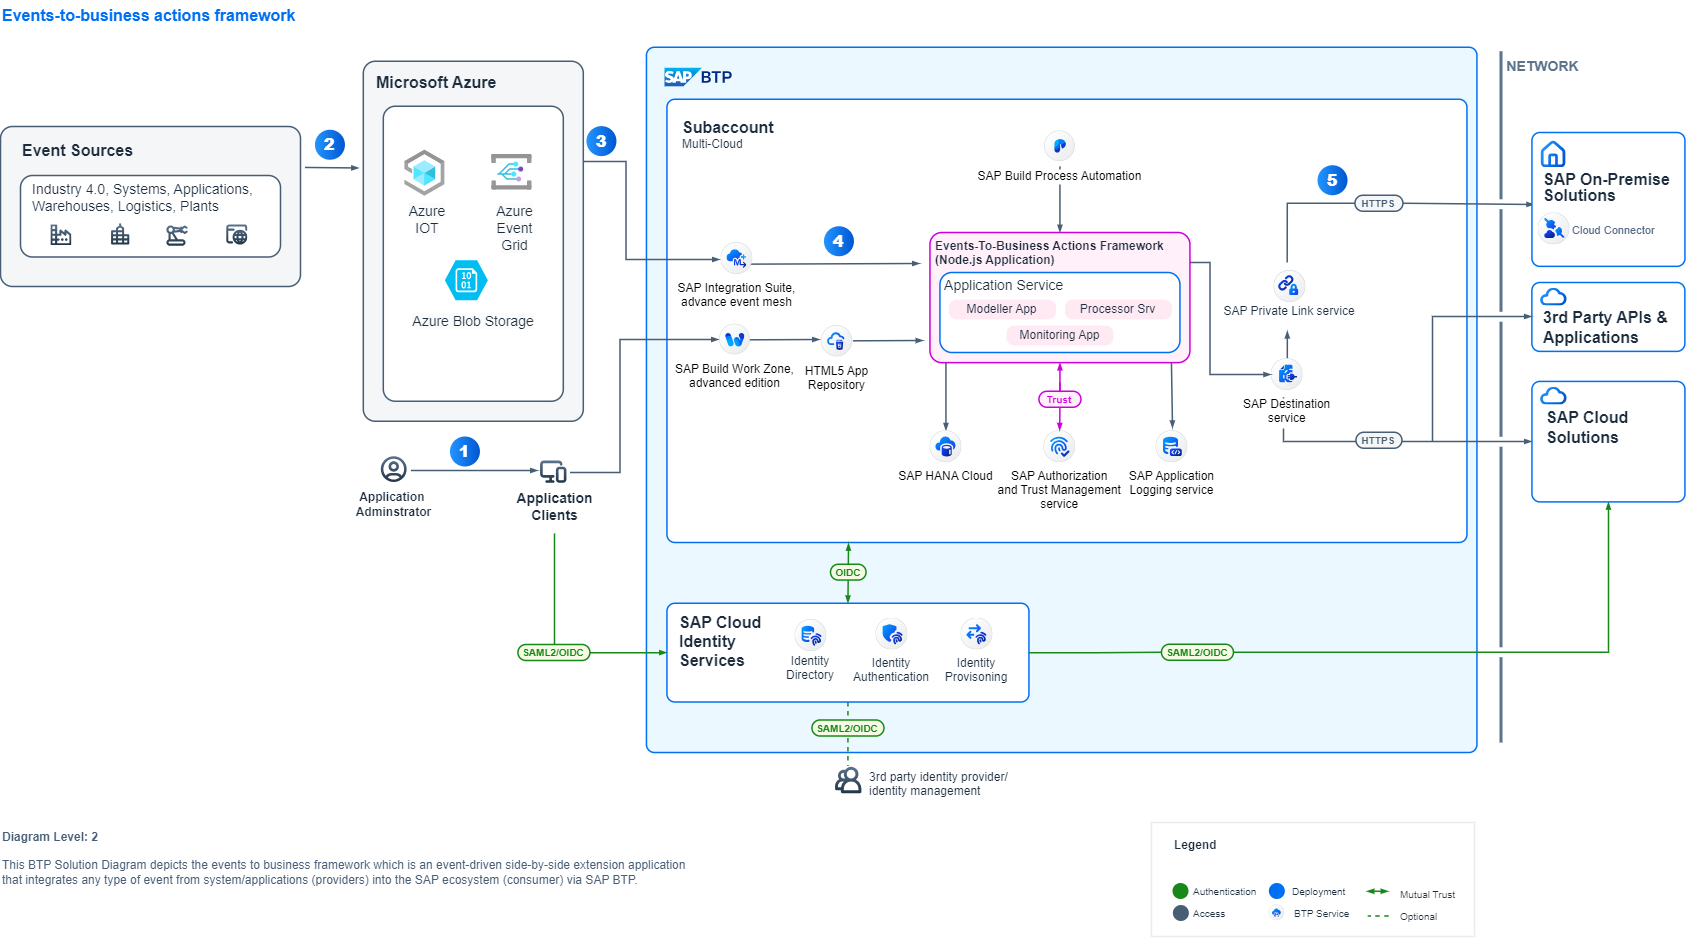 Events-to-business actions framework
Event Sources
Industry 4.0, Systems, Applications,
Warehouses, Logistics, Plants
2
Microsoft Azure
Azure
IOT
Azure
Event
Grid
10
01
Azure Blob Storage
3
1
Application
Adminstrator
Application
Clients
SAP BTP
Subaccount
Multi-Cloud
SAP Build Process Automation
4
SAP Integration Suite,
advance event mesh
SAP Build Work Zone,
advanced edition
HTML5 App
Repository
Events-To-Business Actions Framework
(Node.js Application)
Application Service
Modeller App
Processor Srv
Monitoring App
Trust
SAP HANA Cloud
SAP Authorization
and Trust Management
service
SAP Application
Logging service
5
HTTPS
SAP Private Link service
SAP Destination
service
HTTPS
NETWORK
SAP On-Premise
Solutions
Cloud Connector
3rd Party APIs &
Applications
SAP Cloud
Solutions
OIDC
SAML2/OIDC
SAP Cloud
Identity
Services
Identity
Directory
Identity
Authentication
Identity
Provisoning
SAML2/OIDC
SAML2/OIDC
3rd party identity provider/
identity management
Diagram Level: 2
This BTP Solution Diagram depicts the events to business framework which is an event-driven side-by-side extension application
that integrates any type of event from system/applications (providers) into the SAP ecosystem (consumer) via SAP BTP.
Legend
Authentication
Deployment
Mutual Trust
Access
BTP Service
Optional